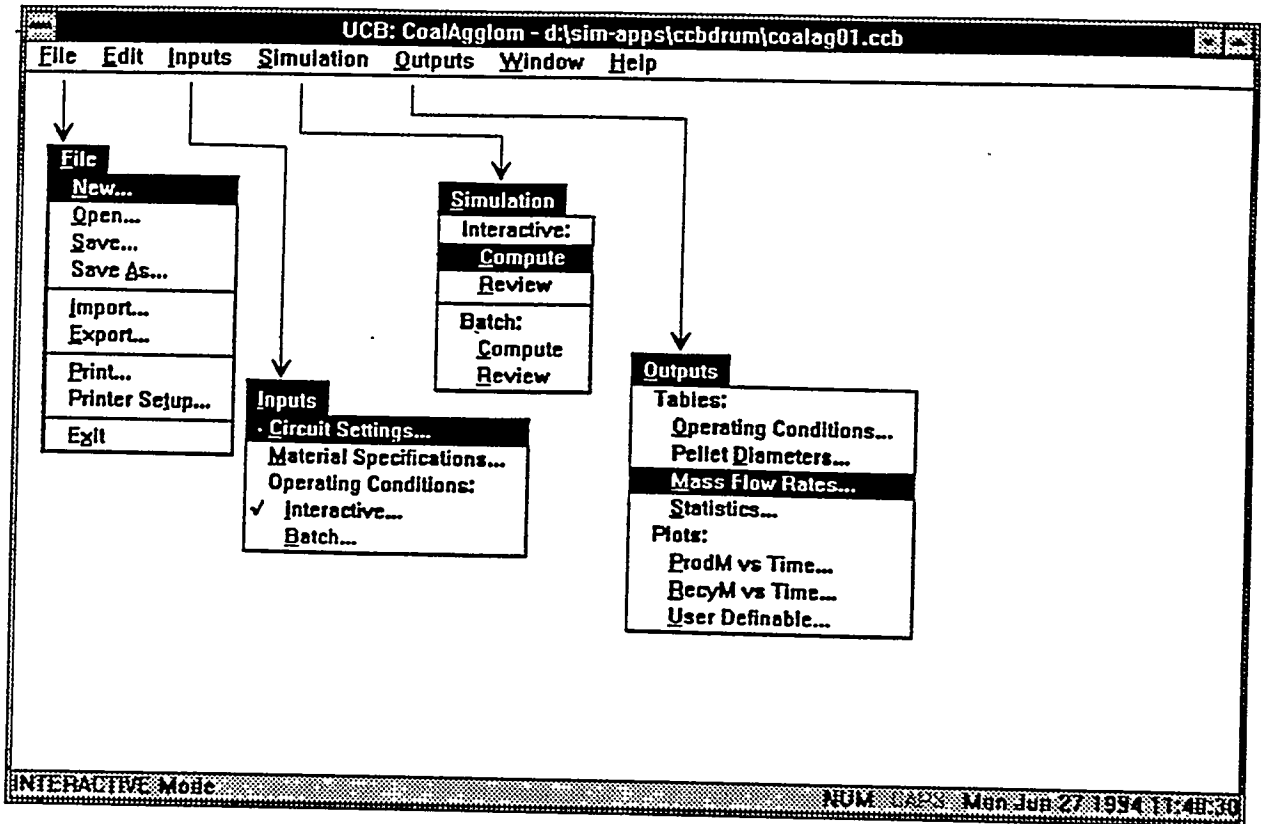 UCB: CoalAgglom - d:\sim-apps\ccbdrum\coalag01.ccb
File Edit Inputs Simulation Outputs Window Help
File
New...
Open...
Save...
Save As...
Import...
Export...
Print...
Printer Setup...
Exit
Inputs
Circuit Settings...
Material Specifications...
Operating Conditions:
✓ Interactive...
Batch...
Simulation
Interactive:
Compute
Review
Batch:
Compute
Review
Outputs
Tables:
Operating Conditions...
Pellet Diameters...
Mass Flow Rates...
Statistics...
Plots:
ProdM vs Time...
RecyM vs Time...
User Definable...
INTERACTIVE Mode
NUM CAPS Mon Jun 27 1994 11:48:30